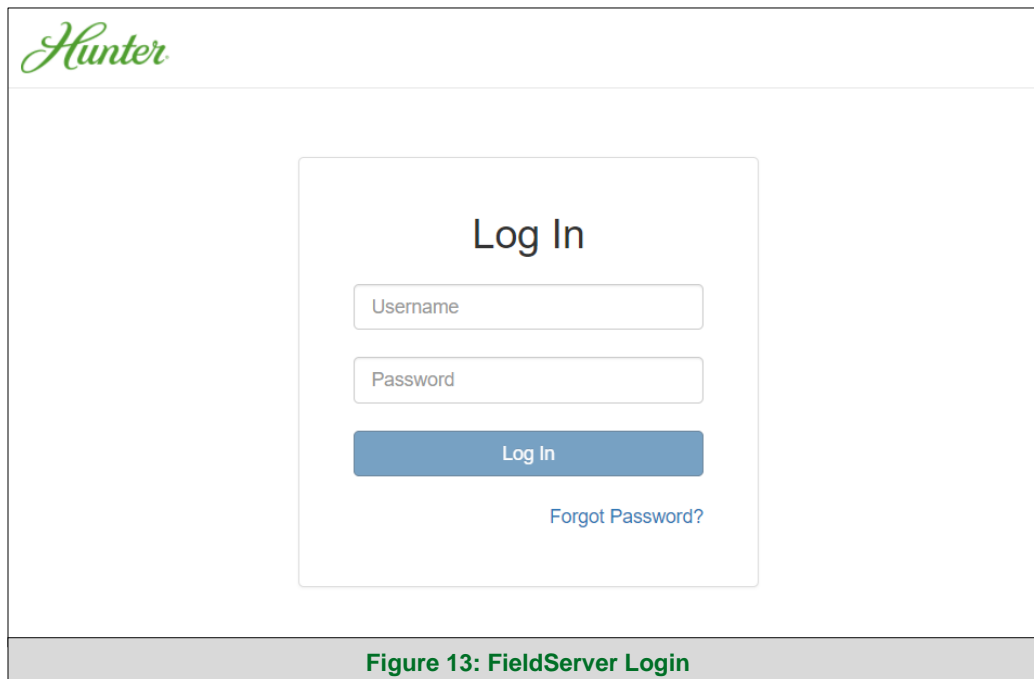 Hunter
Log In
Username
Password
Log In
Forgot Password?
Figure 13: FieldServer Login